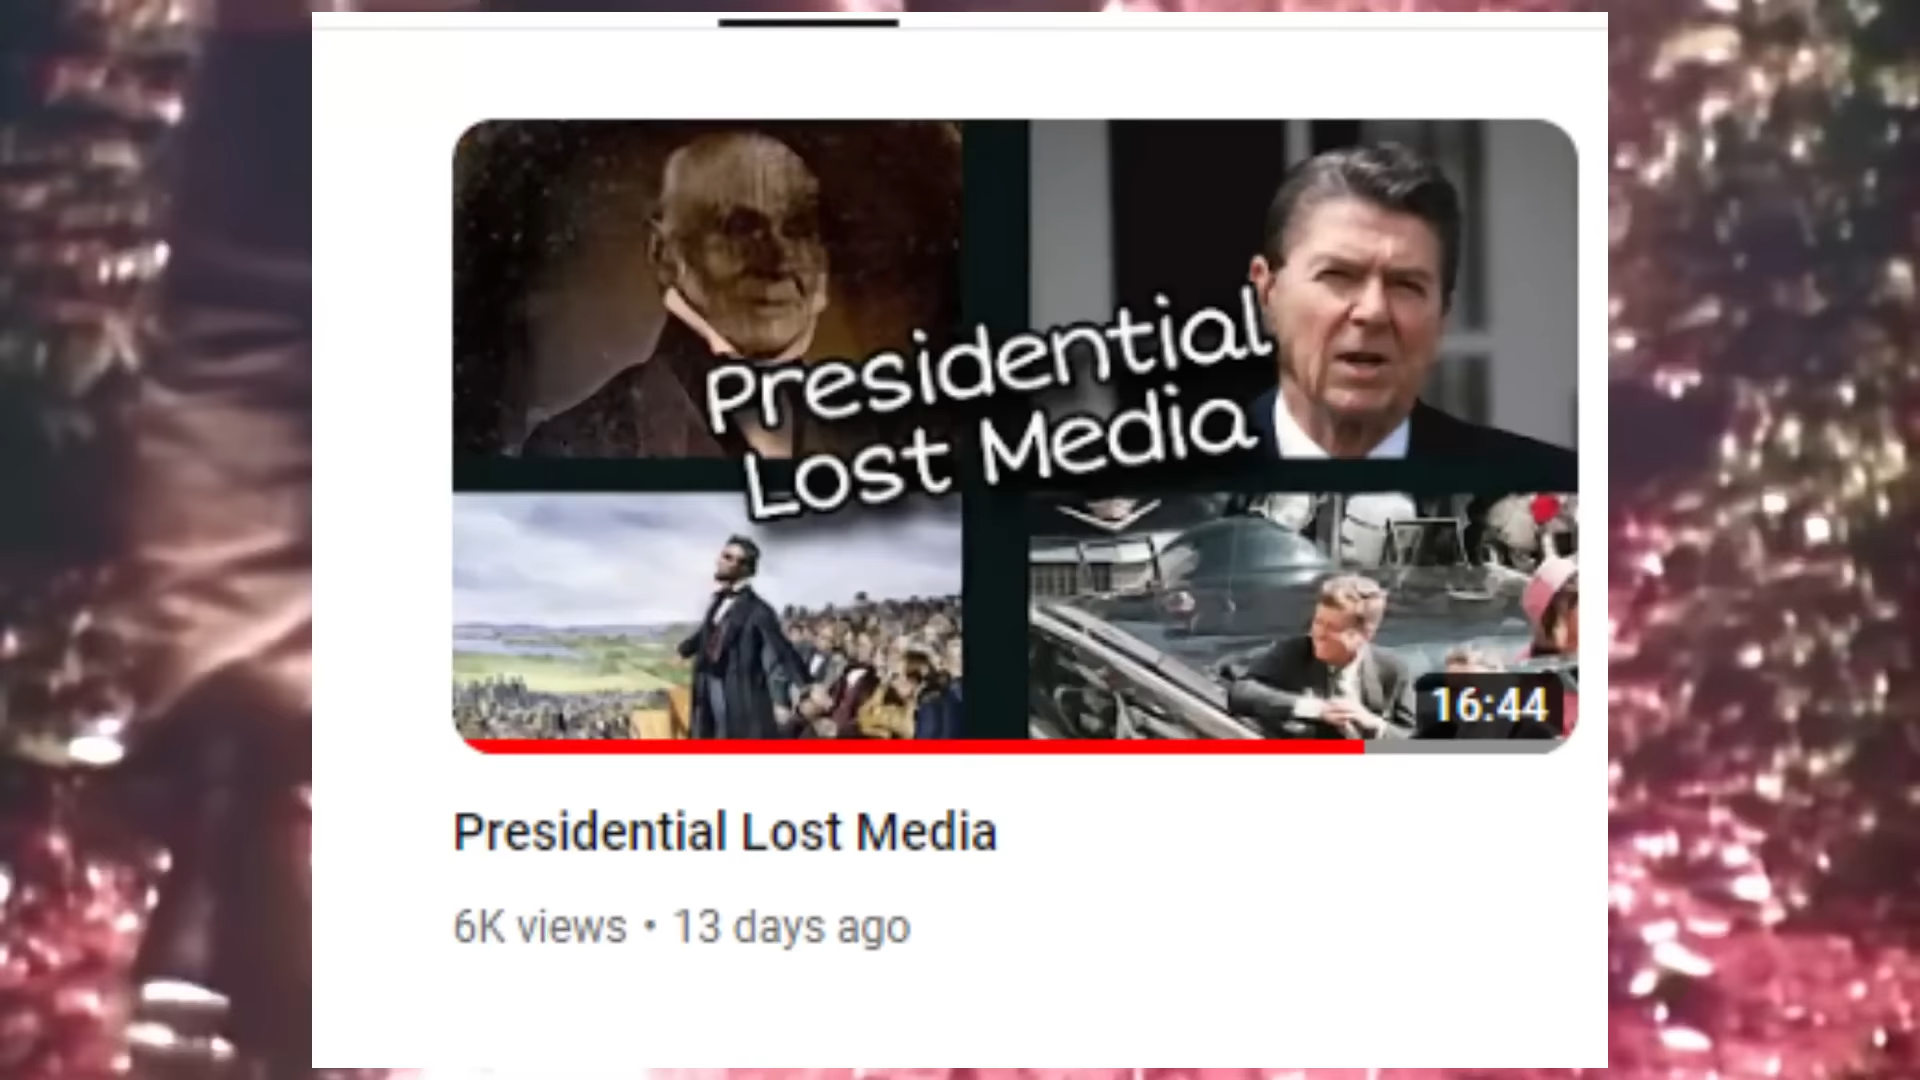 Presidential
Lost Media
16:44
Presidential Lost Media
6K views • 13 days ago